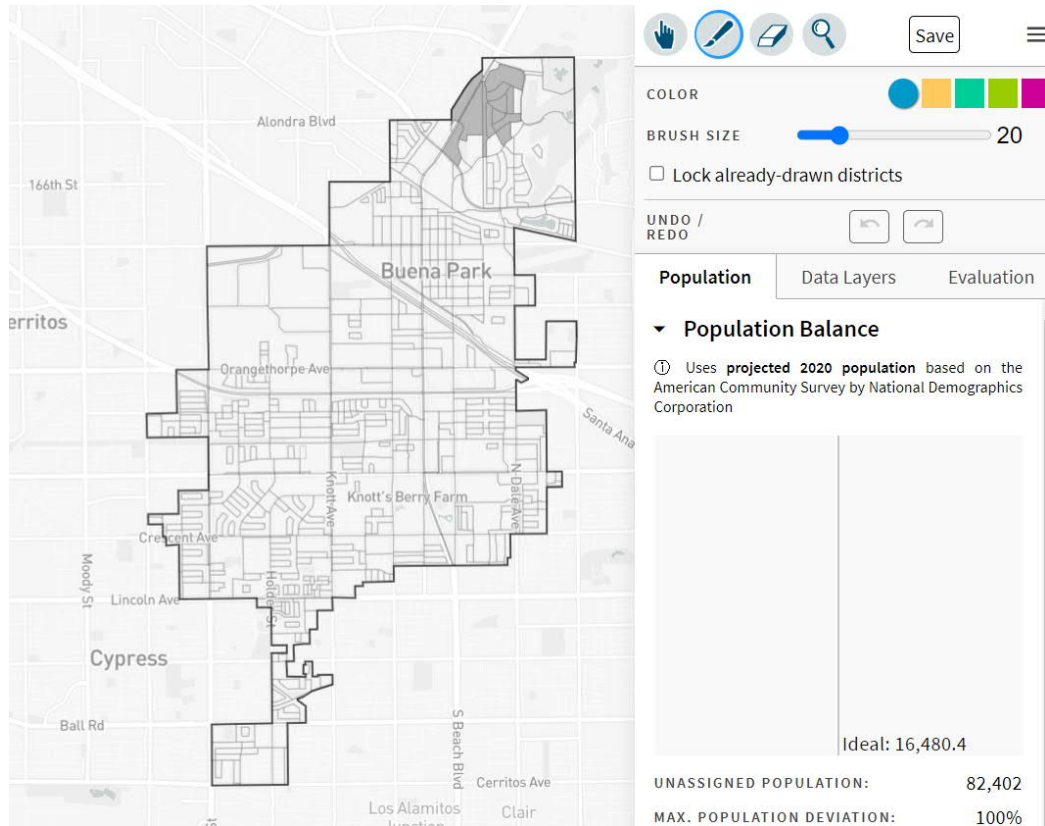 Alondra Blvd
166th St
Buena Park
erritos
Orangethorpe Ave
Santa Ana
Knott Ave
Knott's Berry Farm
N Dale Ave
Crescent Ave
Moody St
Holder St
Lincoln Ave
Cypress
Ball Rd
S Beach Blvd
Cerritos Ave
Los Alamitos
Junction
Clair
st
Save
COLOR
BRUSH SIZE
20
Lock already-drawn districts
UNDO /
REDO
Population Data Layers Evaluation
Population Balance
Uses projected 2020 population based on the
American Community Survey by National Demographics
Corporation
Ideal: 16,480.4
UNASSIGNED POPULATION: 82,402
MAX. POPULATION DEVIATION: 100%